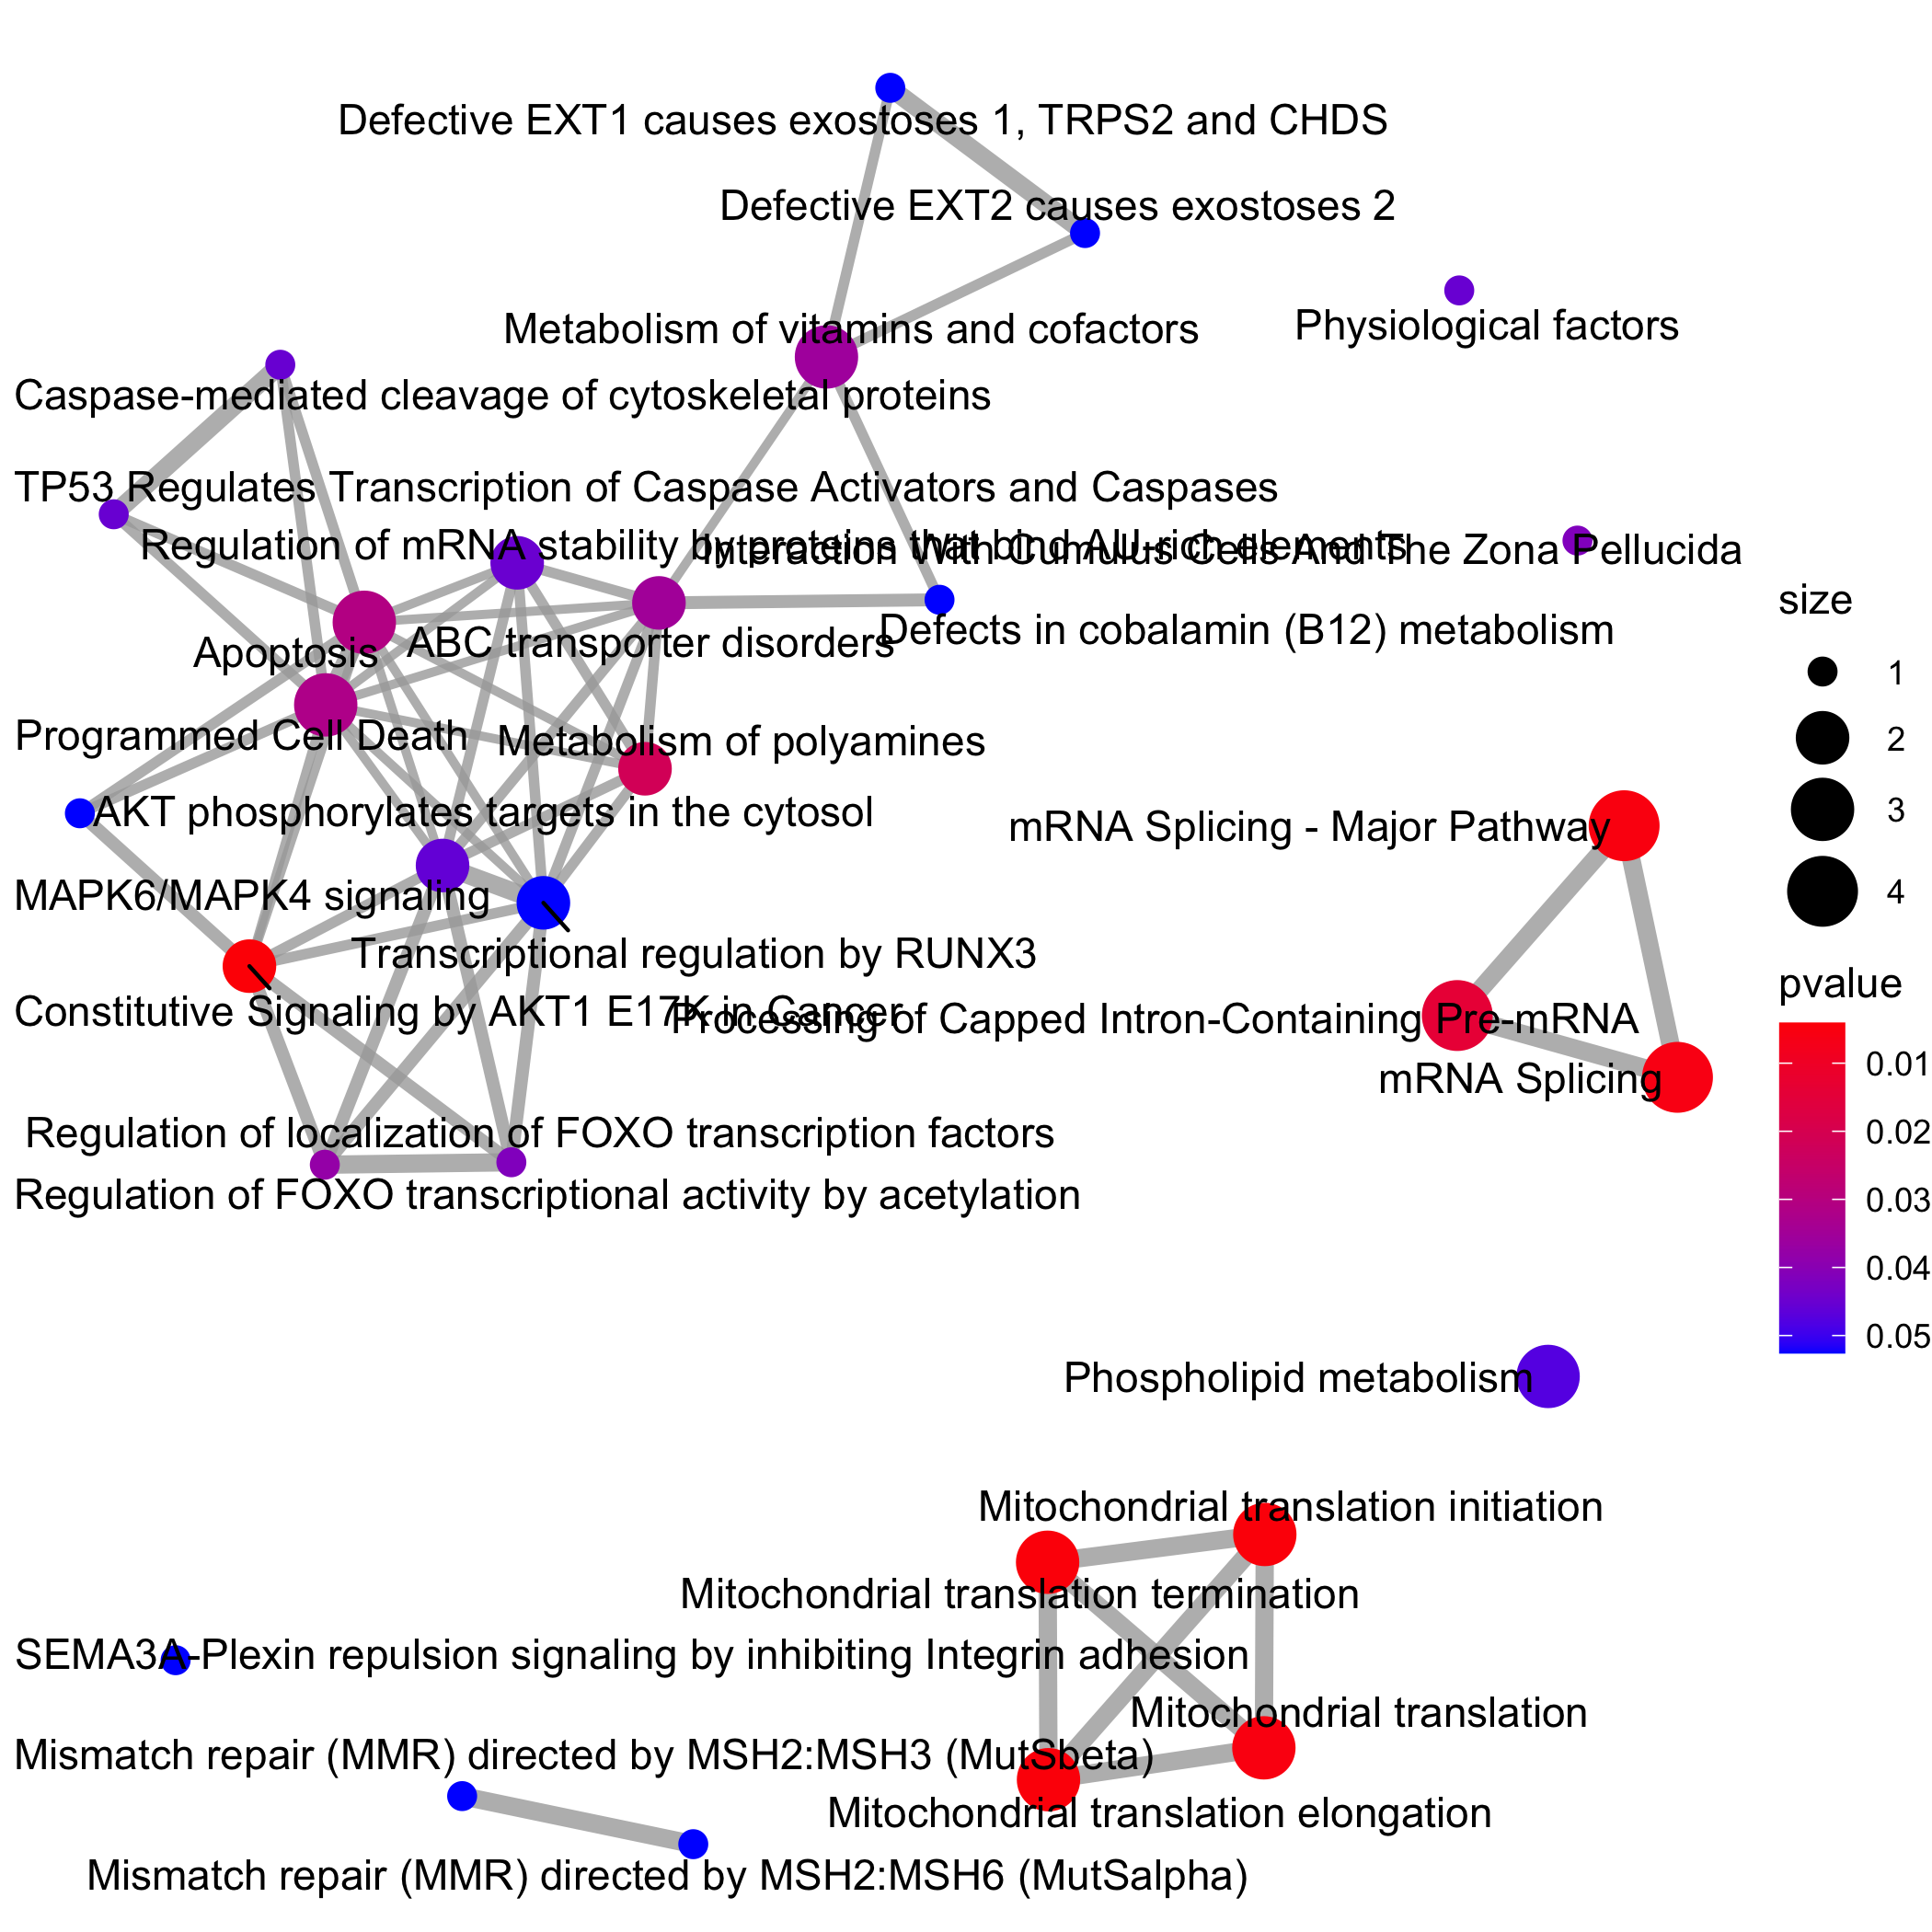 Defective EXT1 causes exostoses 1, TRPS2 and CHDS
Defective EXT2 causes exostoses 2
Physiological factors
Metabolism of vitamins and cofactors
Caspase-mediated cleavage of cytoskeletal proteins
TP53 Regulates Transcription of Caspase Activators and Caspases
Regulation of mRNA stability by proteins that bind AU-rich elements
Interaction With Cumulus Cells And The Zona Pellucida
Defects in cobalamin (B12) metabolism
ABC transporter disorders
Apoptosis
Programmed Cell Death
Metabolism of polyamines
AKT phosphorylates targets in the cytosol
mRNA Splicing - Major Pathway
MAPK6/MAPK4 signaling
Transcriptional regulation by RUNX3
Constitutive Signaling by AKT1 E17K in Cancer
Processing of Capped Intron-Containing Pre-mRNA
mRNA Splicing
Regulation of localization of FOXO transcription factors
Regulation of FOXO transcriptional activity by acetylation
Phospholipid metabolism
Mitochondrial translation initiation
Mitochondrial translation termination
SEMA3A-Plexin repulsion signaling by inhibiting Integrin adhesion
Mitochondrial translation
Mismatch repair (MMR) directed by MSH2:MSH3 (MutSbeta)
Mitochondrial translation elongation
Mismatch repair (MMR) directed by MSH2:MSH6 (MutSalpha)
size
1
2
3
4
pvalue
0.01
0.02
0.03
0.04
0.05